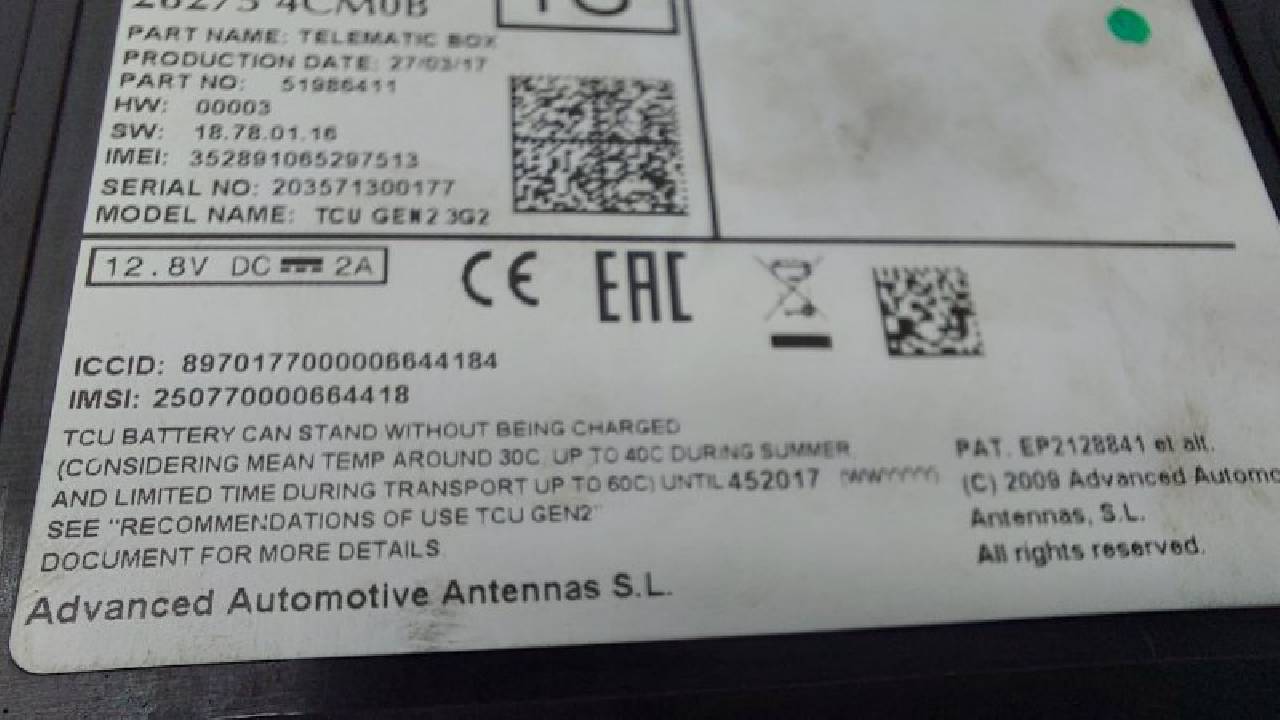 4CM0B
PART NAME: TELEMATIC BOX
PRODUCTION DATE: 27/03/17
PART NO: 51986411
HW: 00003
SW: 18.78.01.16
IMEI: 352891065297513
SERIAL NO: 203571300177
MODEL NAME: TCU GEN2 3G2
12.8V DC 2A
CE EAC
ICCID: 8970177000006644184
IMSI: 250770000664418
TCU BATTERY CAN STAND WITHOUT BEING CHARGED
(CONSIDERING MEAN TEMP AROUND 30C, UP TO 40C DURING SUMMER,
AND LIMITED TIME DURING TRANSPORT UP TO 60C) UNTIL 452017 (WWYYYY)
SEE "RECOMMENDATIONS OF USE TCU GEN2"
DOCUMENT FOR MORE DETAILS
Advanced Automotive Antennas S.L.
PAT. EP2128841 et alt.
(C) 2009 Advanced Automo
Antennas, S.L.
All rights reserved.